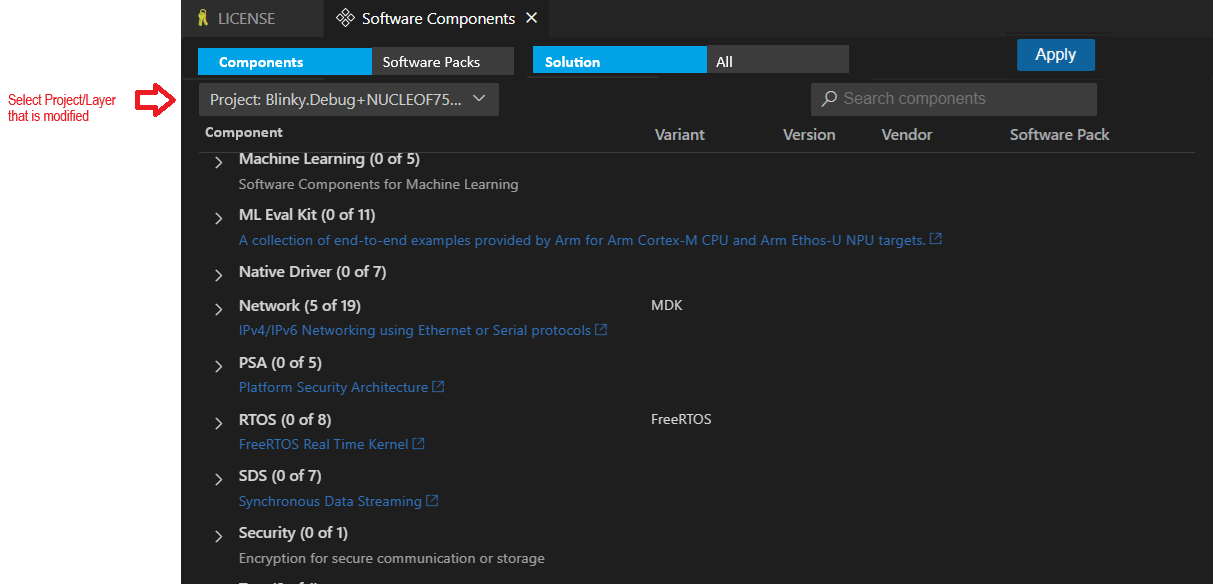 LICENSE
Software Components
Components
Software Packs
Solution
All
Apply
Select Project/Layer
that is modified
Project: Blinky.Debug+NUCLEOF75...
Search components
Component
Variant
Version
Vendor
Software Pack
Machine Learning (0 of 5)
Software Components for Machine Learning
ML Eval Kit (0 of 11)
A collection of end-to-end examples provided by Arm for Arm Cortex-M CPU and Arm Ethos-U NPU targets.
Native Driver (0 of 7)
Network (5 of 19)
MDK
IPv4/IPv6 Networking using Ethernet or Serial protocols
PSA (0 of 5)
Platform Security Architecture
RTOS (0 of 8)
FreeRTOS
FreeRTOS Real Time Kernel
SDS (0 of 7)
Synchronous Data Streaming
Security (0 of 1)
Encryption for secure communication or storage